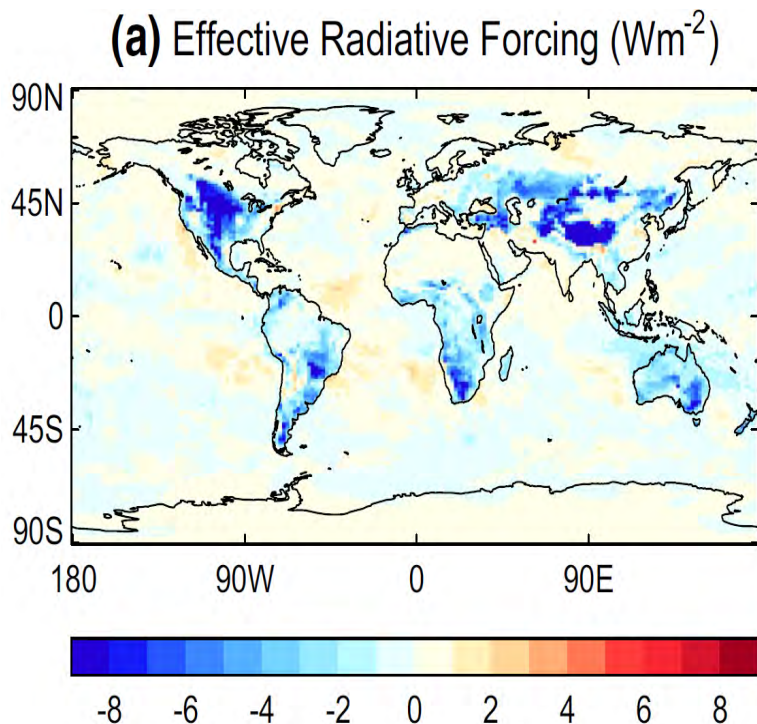 (a) Effective Radiative Forcing (Wm⁻²)
90N
45N
0
45S
90S
180 90W 0 90E
-8 -6 -4 -2 0 2 4 6 8